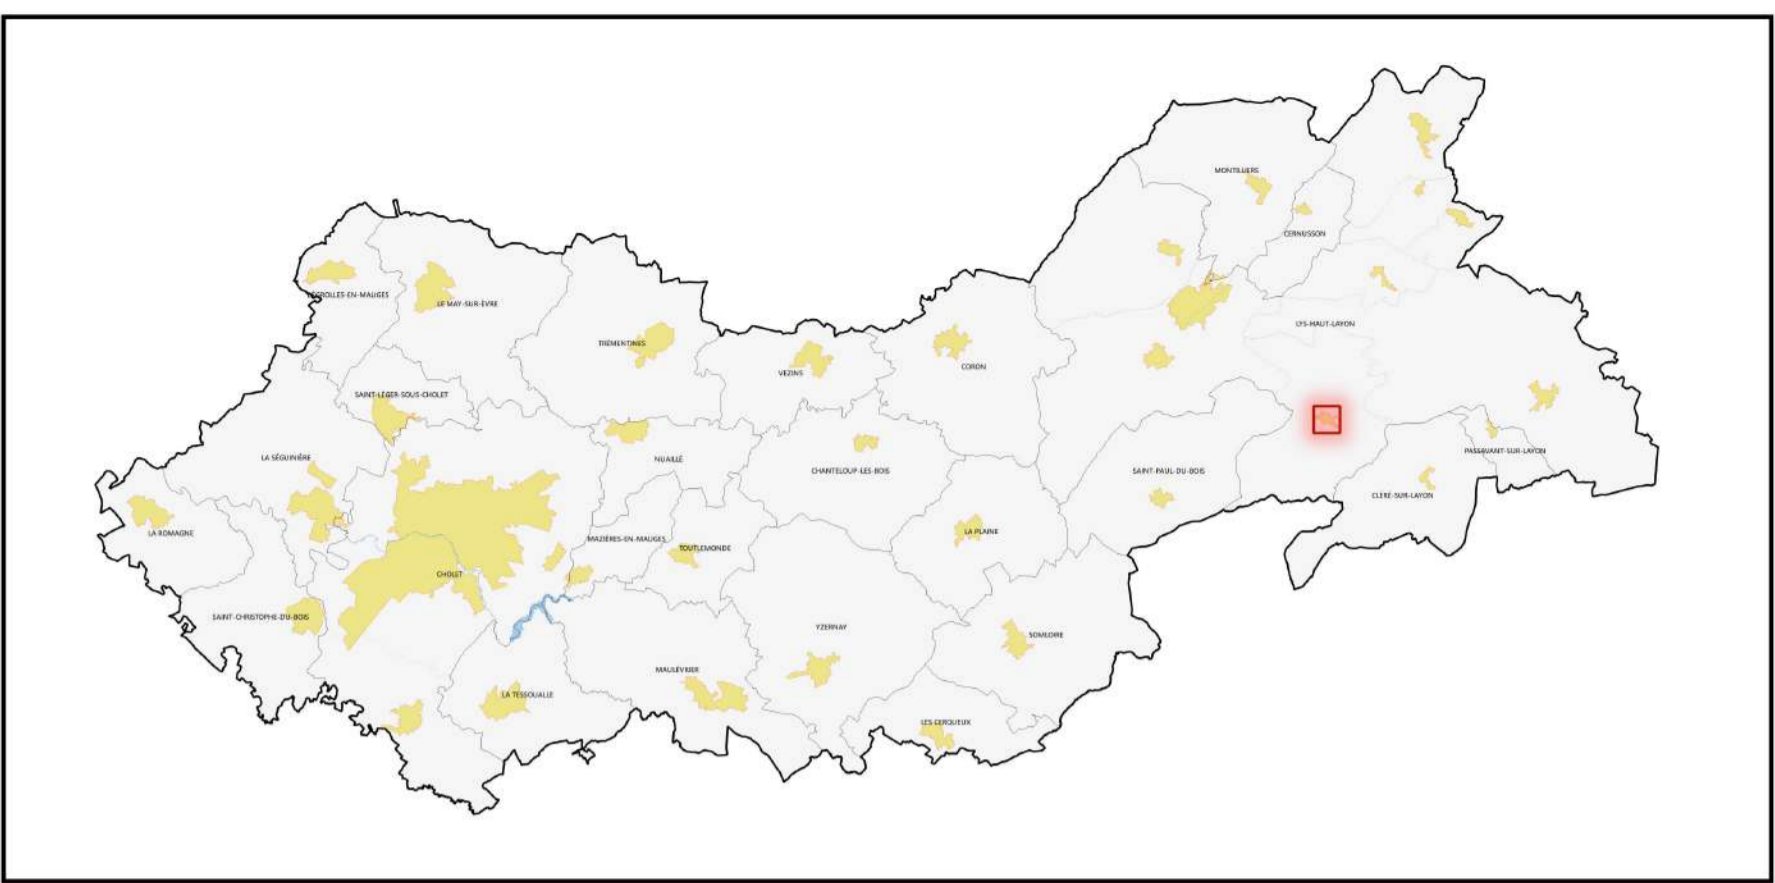 MONTILLIERS
CERNUSSON
BÉGROLLES-EN-MAUGES
LE MAY-SUR-ÈVRE
LYS-HAUT-LAYON
TRÉMENTINES
VEZINS
CORON
SAINT-LÉGER-SOUS-CHOLET
LA SÉGUINIÈRE
NUAILLÉ
CHANTELOUP-LES-BOIS
SAINT-PAUL-DU-BOIS
PASSAVANT-SUR-LAYON
CLÉRÉ-SUR-LAYON
LA ROMAGNE
MAZIÈRES-EN-MAUGES
TOUTLEMONDE
LA PLAINE
CHOLET
SAINT-CHRISTOPHE-DU-BOIS
YZERNAY
SOMLOIRE
MAULÉVRIER
LA TESSOUALLE
LES CERQUEUX